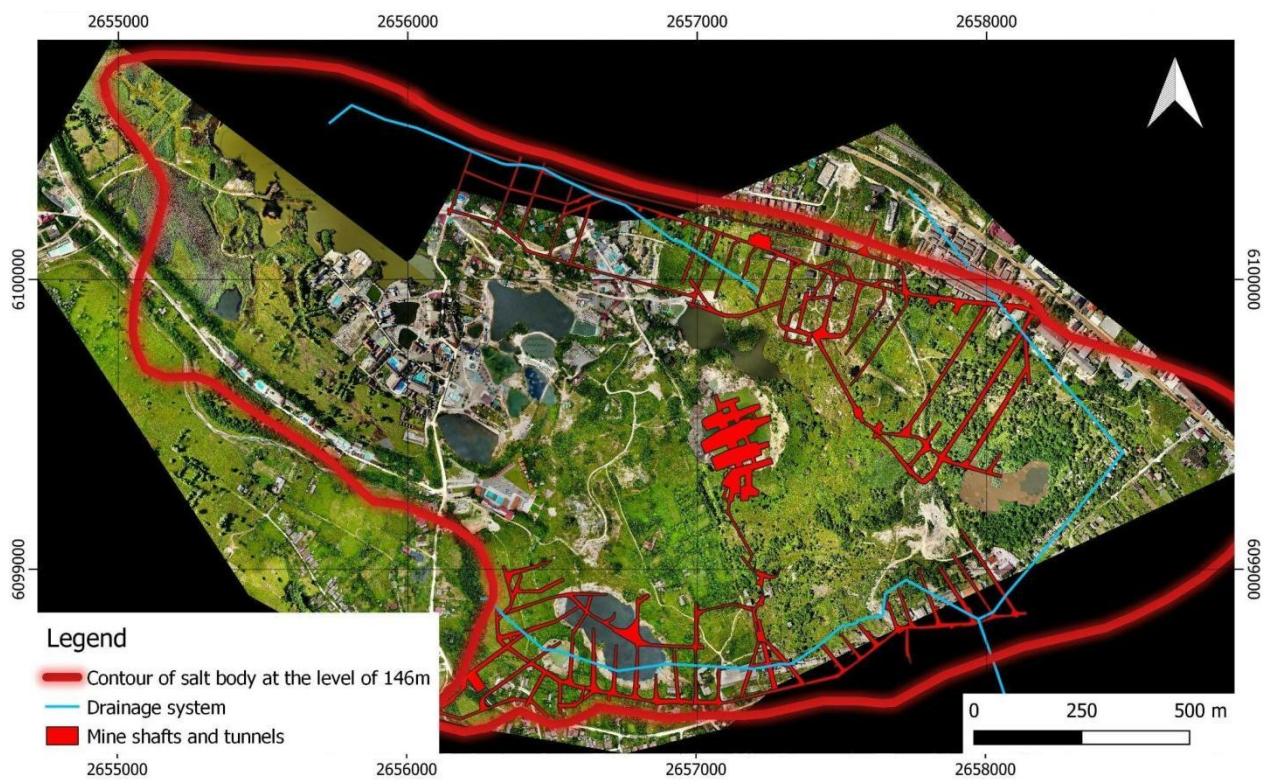 2655000 2656000 2657000 2658000
6100000 6100000
6099000 6099000
Legend
Contour of salt body at the level of 146m
Drainage system
Mine shafts and tunnels
0 250 500 m
2655000 2656000 2657000 2658000